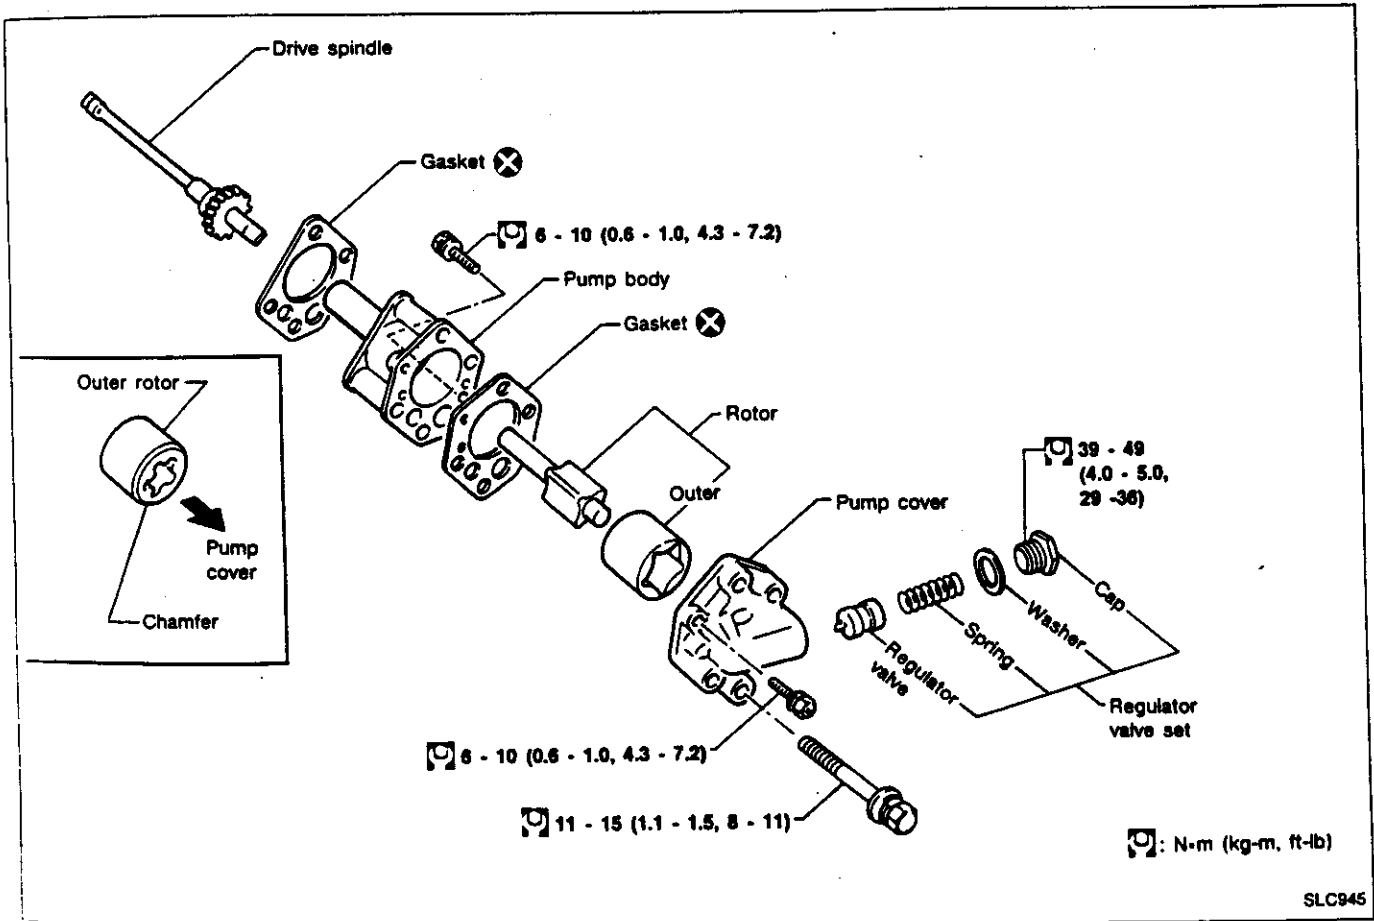 Drive spindle
Gasket
6 - 10 (0.6 - 1.0, 4.3 - 7.2)
Pump body
Gasket
Outer rotor
Rotor
39 - 49
(4.0 - 5.0,
29 -36)
Outer
Pump cover
Pump
cover
Chamfer
Cap
Washer
Spring
Regulator
valve
Regulator
valve set
6 - 10 (0.6 - 1.0, 4.3 - 7.2)
11 - 15 (1.1 - 1.5, 8 - 11)
: N•m (kg-m, ft-lb)
SLC945